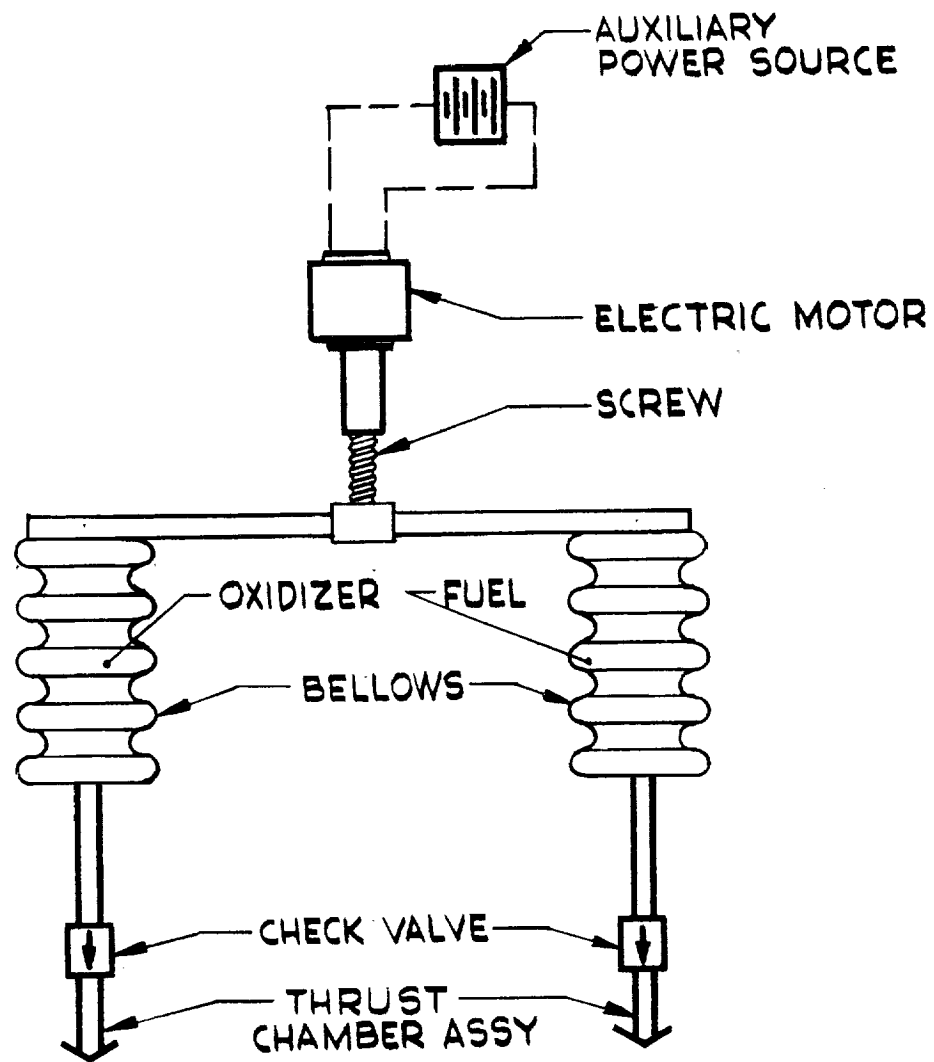 AUXILIARY
POWER SOURCE
ELECTRIC MOTOR
SCREW
OXIDIZER
FUEL
BELLOWS
CHECK VALVE
THRUST
CHAMBER ASSY